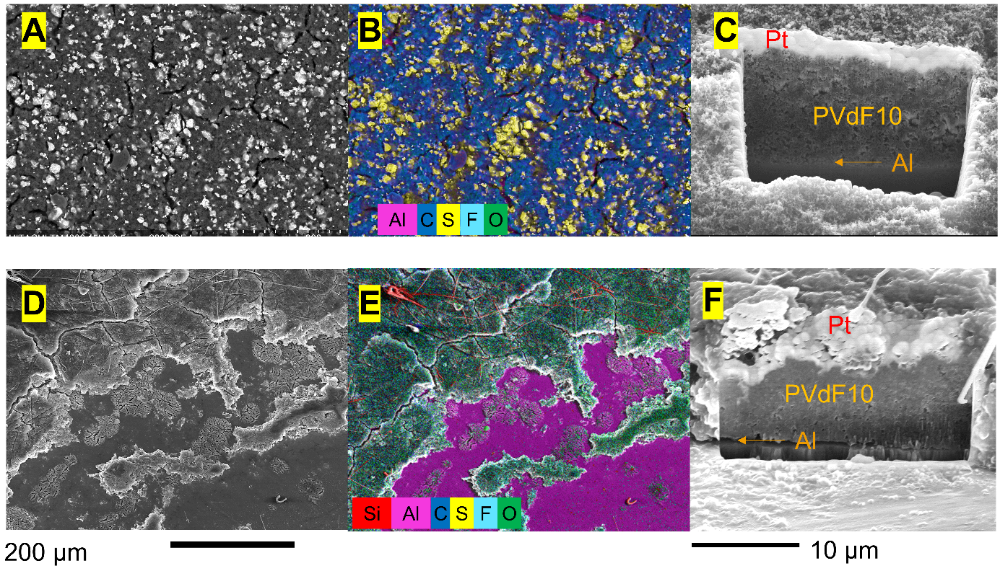 A
B
C
Pt
PVdF10
Al
Al C S F O
D
E
F
Pt
PVdF10
Al
Si Al C S F O
200 µm
10 µm